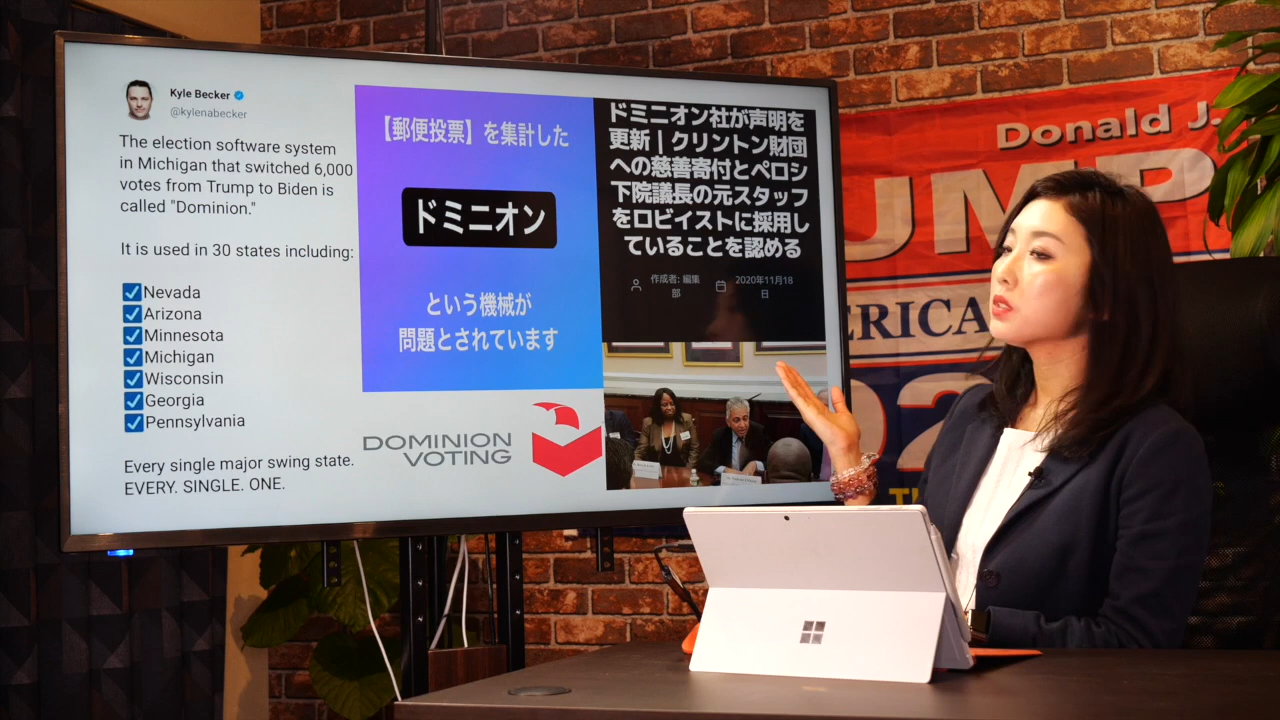 Kyle Becker
@kylenabecker
The election software system
in Michigan that switched 6,000
votes from Trump to Biden is
called "Dominion."
It is used in 30 states including:
Nevada
Arizona
Minnesota
Michigan
Wisconsin
Georgia
Pennsylvania
Every single major swing state.
EVERY. SINGLE. ONE.
【郵便投票】を集計した
ドミニオン
という機械が
問題とされています
DOMINION
VOTING
ドミニオン社が声明を
更新｜クリントン財団
への慈善寄付とペロシ
下院議長の元スタッフ
をロビイストに採用し
ていることを認める
作成者: 編集
部
2020年11月18
日
Donald J.
UMP
ERICA